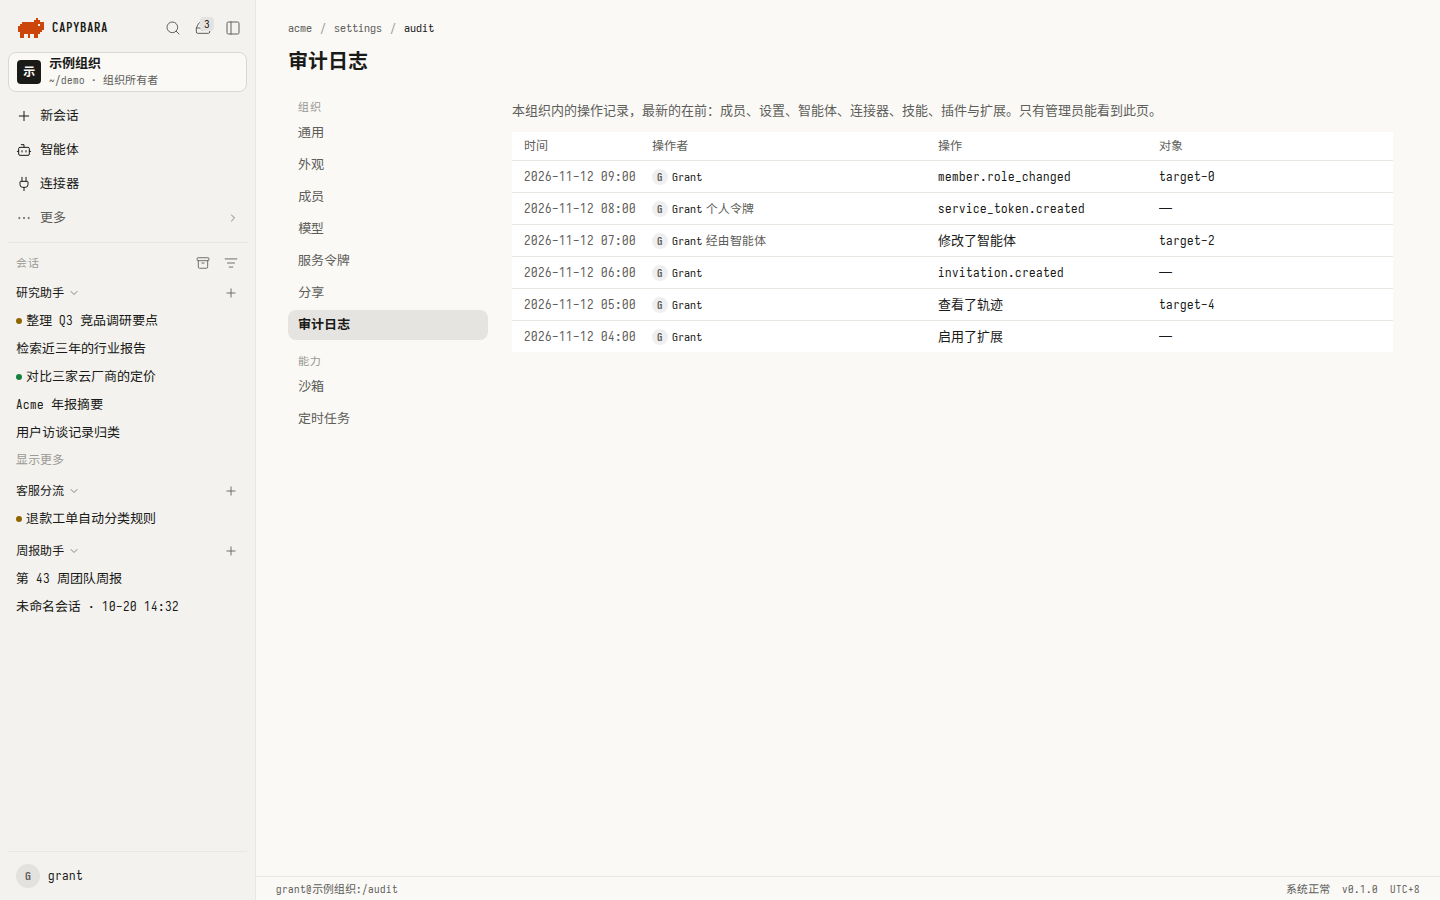 CAPYBARA
3
示 示例组织
~/demo · 组织所有者
新会话
智能体
连接器
更多
会话
研究助手
整理 Q3 竞品调研要点
检索近三年的行业报告
对比三家云厂商的定价
Acme 年报摘要
用户访谈记录归类
显示更多
客服分流
退款工单自动分类规则
周报助手
第 43 周团队周报
未命名会话 · 10-20 14:32
G grant
acme / settings / audit
审计日志
组织
通用
外观
成员
模型
服务令牌
分享
审计日志
能力
沙箱
定时任务
本组织内的操作记录，最新的在前：成员、设置、智能体、连接器、技能、插件与扩展。只有管理员能看到此页。
时间 操作者 操作 对象
2026-11-12 09:00 G Grant member.role_changed target-0
2026-11-12 08:00 G Grant 个人令牌 service_token.created —
2026-11-12 07:00 G Grant 经由智能体 修改了智能体 target-2
2026-11-12 06:00 G Grant invitation.created —
2026-11-12 05:00 G Grant 查看了轨迹 target-4
2026-11-12 04:00 G Grant 启用了扩展 —
grant@示例组织:/audit
系统正常 v0.1.0 UTC+8